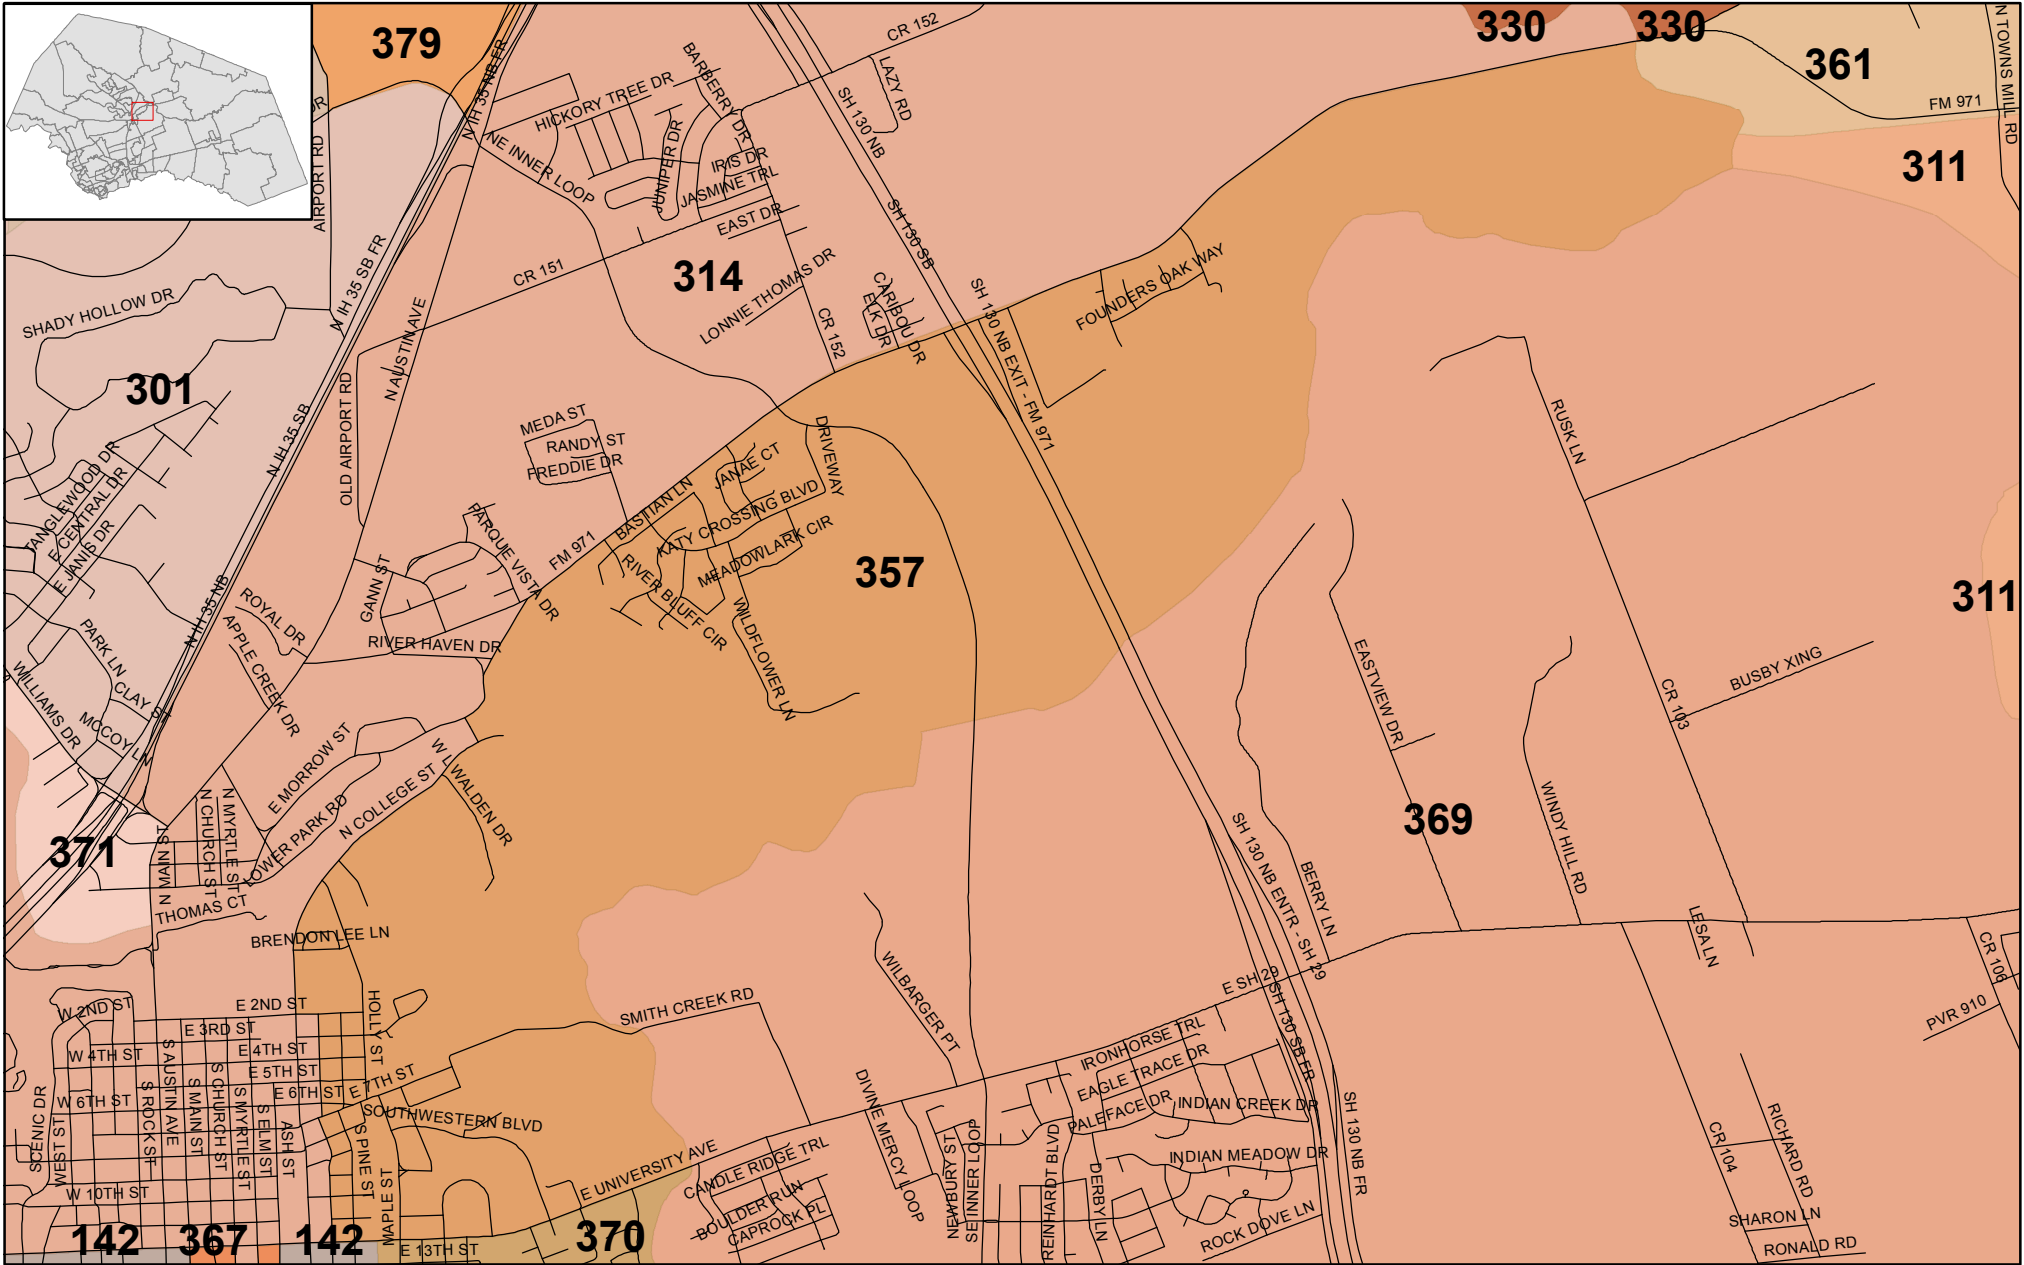 379
330
330
361
N TOWNS MILL RD
FM 971
311
CR 152
LAZY RD
BARBERRY DR
HICKORY TREE DR
N IH 35 NB FR
AIRPORT RD
NE INNER LOOP
JUNIPER DR
IRIS DR
JASMINE TRL
EAST DR
SH 130 NB
SH 130 SB
N IH 35 SB FR
CR 151
314
LONNIE THOMAS DR
CR 152
CARIBOU DR
ELK DR
SH 130 NB EXIT - FM 971
FOUNDERS OAK WAY
SHADY HOLLOW DR
301
N AUSTIN AVE
OLD AIRPORT RD
N IH 35 SB
MEDA ST
RANDY ST
FREDDIE DR
DRIVEWAY
JANAE CT
RUSK LN
TANGLEWOOD DR
E CENTRAL DR
E JANIS DR
BASTIAN LN
KATY CROSSING BLVD
MEADOWLARK CIR
PARQUE VISTA DR
FM 971
357
RIVER BLUFF CIR
WILDFLOWER LN
N IH 35 NB
GANN ST
ROYAL DR
APPLE CREEK DR
RIVER HAVEN DR
311
PARK LN
CLAY ST
WILLIAMS DR
MCCOY LN
EASTVIEW DR
CR 103
BUSBY XING
E MORROW ST
LOWER PARK RD
N COLLEGE ST
WALDEN DR
N MYRTLE ST
N CHURCH ST
N MAIN ST
371
369
WINDY HILL RD
SH 130 NB ENTR - SH 29
BERRY LN
THOMAS CT
BRENDON LEE LN
LESA LN
CR 106
WILBARGER PT
E SH 29
SH 130 SB FR
PVR 910
W 2ND ST
E 2ND ST
HOLLY ST
SMITH CREEK RD
E 3RD ST
W 4TH ST
E 4TH ST
E 5TH ST
E 6TH ST
E 7TH ST
W 6TH ST
S AUSTIN AVE
S ROCK ST
S MAIN ST
S CHURCH ST
S MYRTLE ST
S ELM ST
ASH ST
SCENIC DR
WEST ST
SOUTHWESTERN BLVD
S PINE ST
MAPLE ST
IRONHORSE TRL
EAGLE TRACE DR
PALEFACE DR
INDIAN CREEK DR
INDIAN MEADOW DR
SH 130 NB FR
DIVINE MERCY LOOP
NEWBURY ST
SE INNER LOOP
REINHARDT BLVD
DERBY LN
ROCK DOVE LN
CR 104
RICHARD RD
SHARON LN
RONALD RD
E UNIVERSITY AVE
CANDLE RIDGE TRL
BOULDER RUN
CAPROCK PL
W 10TH ST
142
367
142
E 13TH ST
370